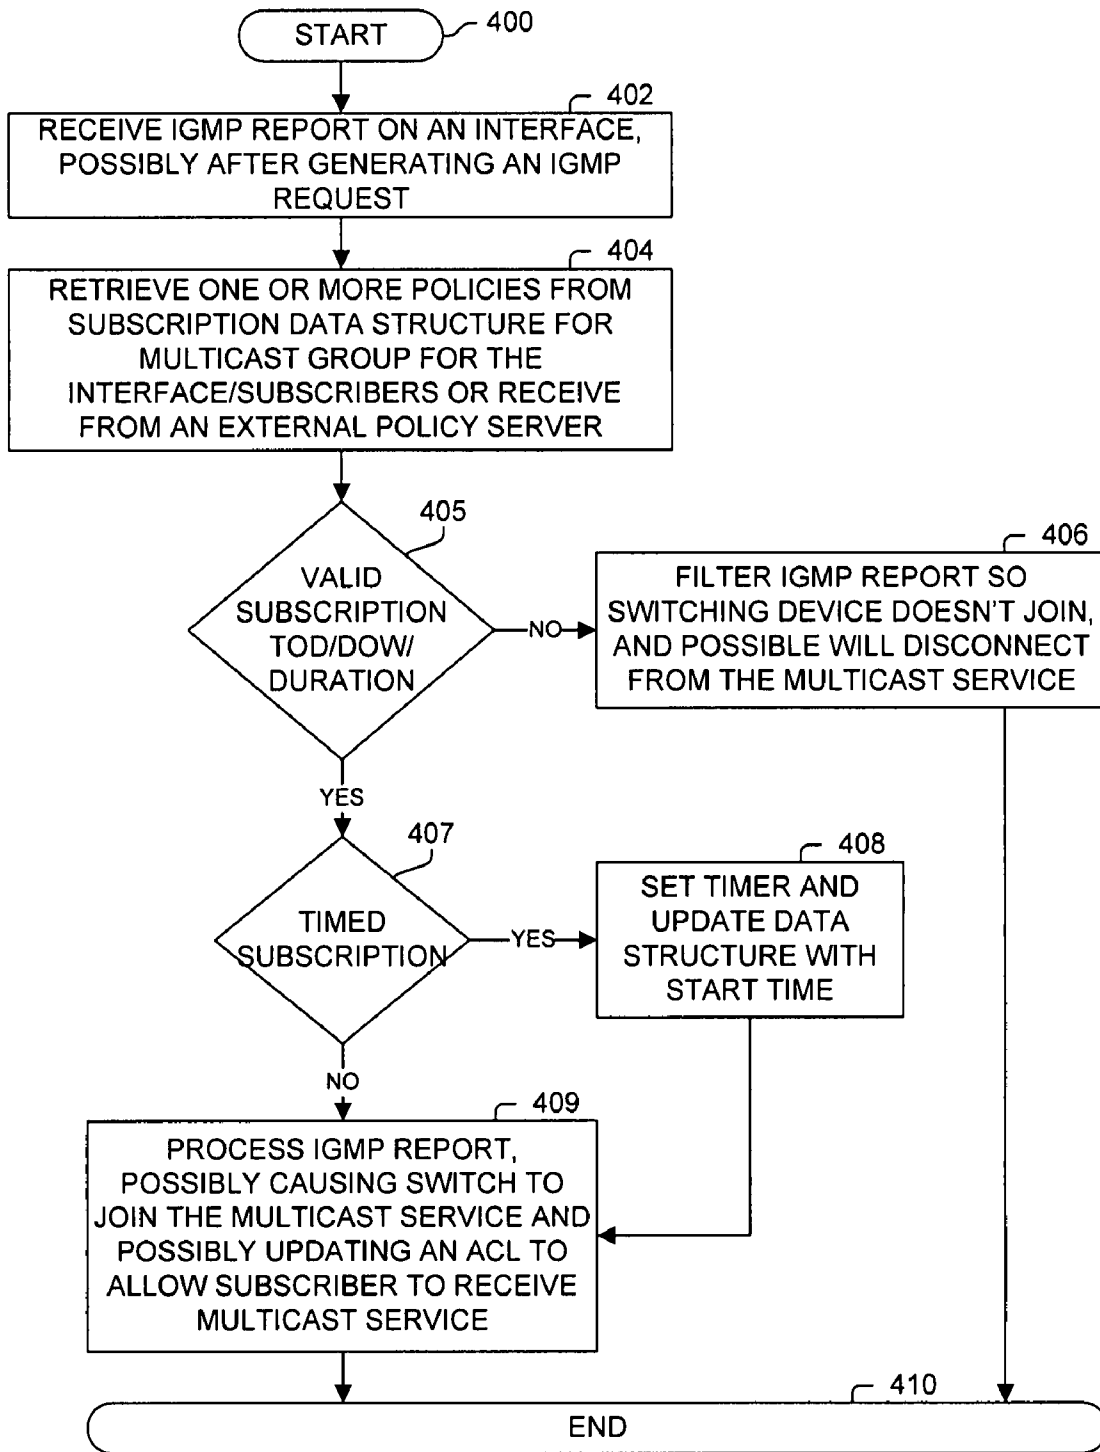 START
400
402
RECEIVE IGMP REPORT ON AN INTERFACE,
POSSIBLY AFTER GENERATING AN IGMP
REQUEST
404
RETRIEVE ONE OR MORE POLICIES FROM
SUBSCRIPTION DATA STRUCTURE FOR
MULTICAST GROUP FOR THE
INTERFACE/SUBSCRIBERS OR RECEIVE
FROM AN EXTERNAL POLICY SERVER
405
VALID
SUBSCRIPTION
TOD/DOW/
DURATION
NO
406
FILTER IGMP REPORT SO
SWITCHING DEVICE DOESN'T JOIN,
AND POSSIBLE WILL DISCONNECT
FROM THE MULTICAST SERVICE
YES
407
TIMED
SUBSCRIPTION
YES
408
SET TIMER AND
UPDATE DATA
STRUCTURE WITH
START TIME
NO
409
PROCESS IGMP REPORT,
POSSIBLY CAUSING SWITCH TO
JOIN THE MULTICAST SERVICE AND
POSSIBLY UPDATING AN ACL TO
ALLOW SUBSCRIBER TO RECEIVE
MULTICAST SERVICE
410
END